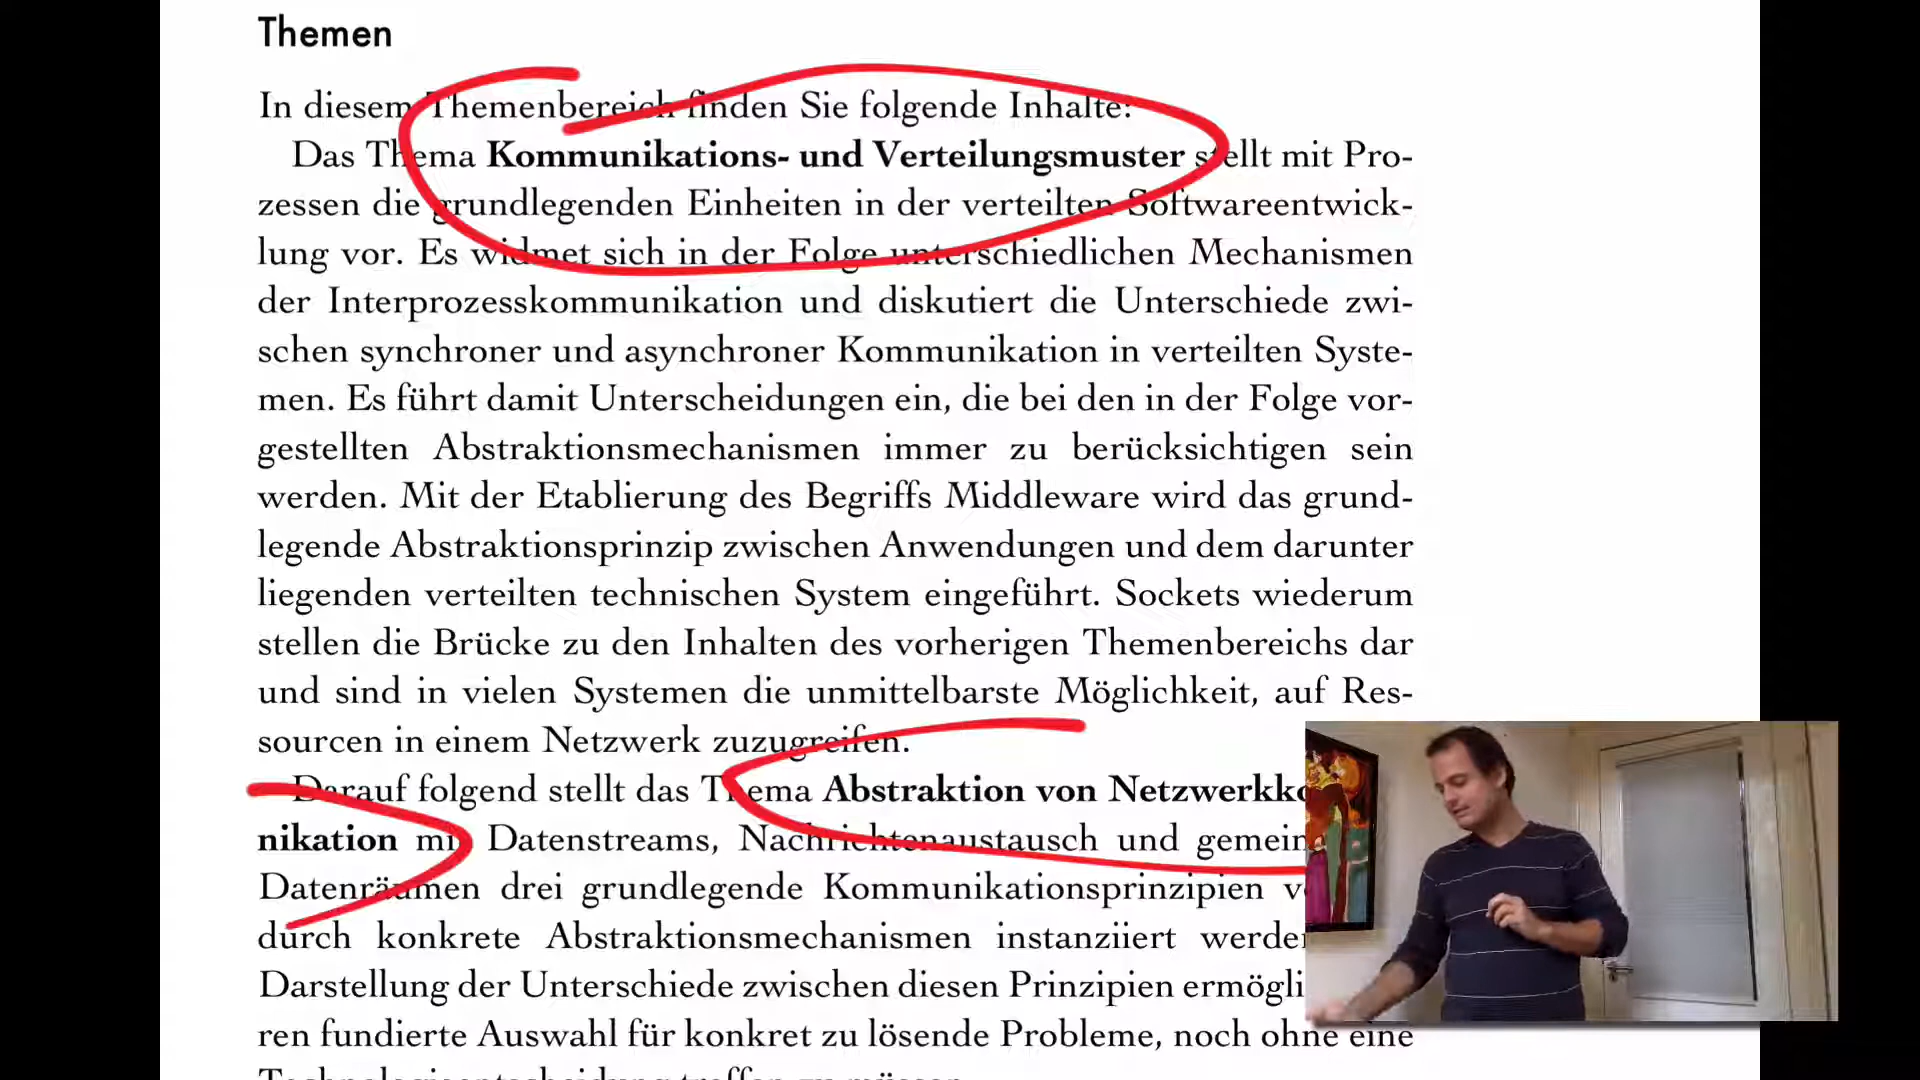 Themen
In diesem Themenbereich finden Sie folgende Inhalte:
Das Thema Kommunikations- und Verteilungsmuster stellt mit Pro-
zessen die grundlegenden Einheiten in der verteilten Softwareentwick-
lung vor. Es widmet sich in der Folge unterschiedlichen Mechanismen
der Interprozesskommunikation und diskutiert die Unterschiede zwi-
schen synchroner und asynchroner Kommunikation in verteilten Syste-
men. Es führt damit Unterscheidungen ein, die bei den in der Folge vor-
gestellten Abstraktionsmechanismen immer zu berücksichtigen sein
werden. Mit der Etablierung des Begriffs Middleware wird das grund-
legende Abstraktionsprinzip zwischen Anwendungen und dem darunter
liegenden verteilten technischen System eingeführt. Sockets wiederum
stellen die Brücke zu den Inhalten des vorherigen Themenbereichs dar
und sind in vielen Systemen die unmittelbarste Möglichkeit, auf Res-
sourcen in einem Netzwerk zuzugreifen.
Darauf folgend stellt das Thema Abstraktion von
nikation mit Datenstreams, Nachrichtenaustausch und
Datenräumen drei grundlegende Kommunikationsprinzipien
durch konkrete Abstraktionsmechanismen instanziiert
Darstellung der Unterschiede zwischen diesen Prinzipien
ren fundierte Auswahl für konkret zu lösende Probleme, noch ohne eine